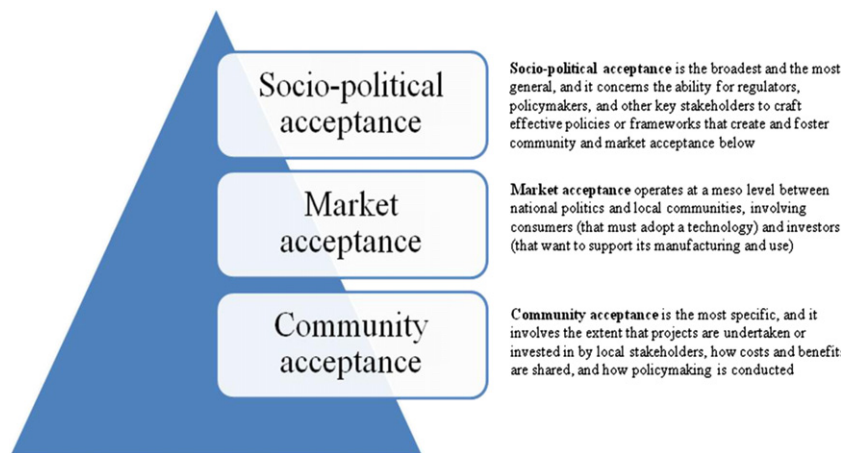 Socio-political
acceptance
Socio-political acceptance is the broadest and the most
general, and it concerns the ability for regulators,
policymakers, and other key stakeholders to craft
effective policies or frameworks that create and foster
community and market acceptance below
Market
acceptance
Market acceptance operates at a meso level between
national politics and local communities, involving
consumers (that must adopt a technology) and investors
(that want to support its manufacturing and use)
Community
acceptance
Community acceptance is the most specific, and it
involves the extent that projects are undertaken or
invested in by local stakeholders, how costs and benefits
are shared, and how policymaking is conducted